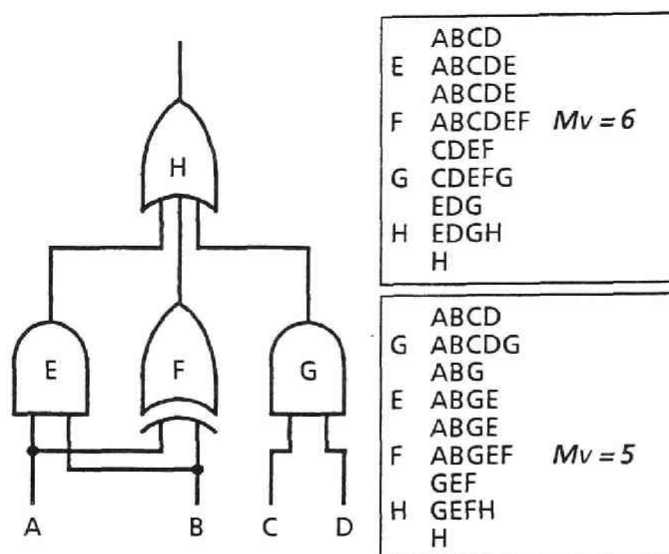 H
E
F
G
A
B
C
D
ABCD
E ABCDE
ABCDE
F ABCDEF Mv = 6
CDEF
G CDEFG
EDG
H EDGH
H
ABCD
G ABCDG
ABG
E ABGE
ABGE
F ABGEF Mv = 5
GEF
H GEFH
H